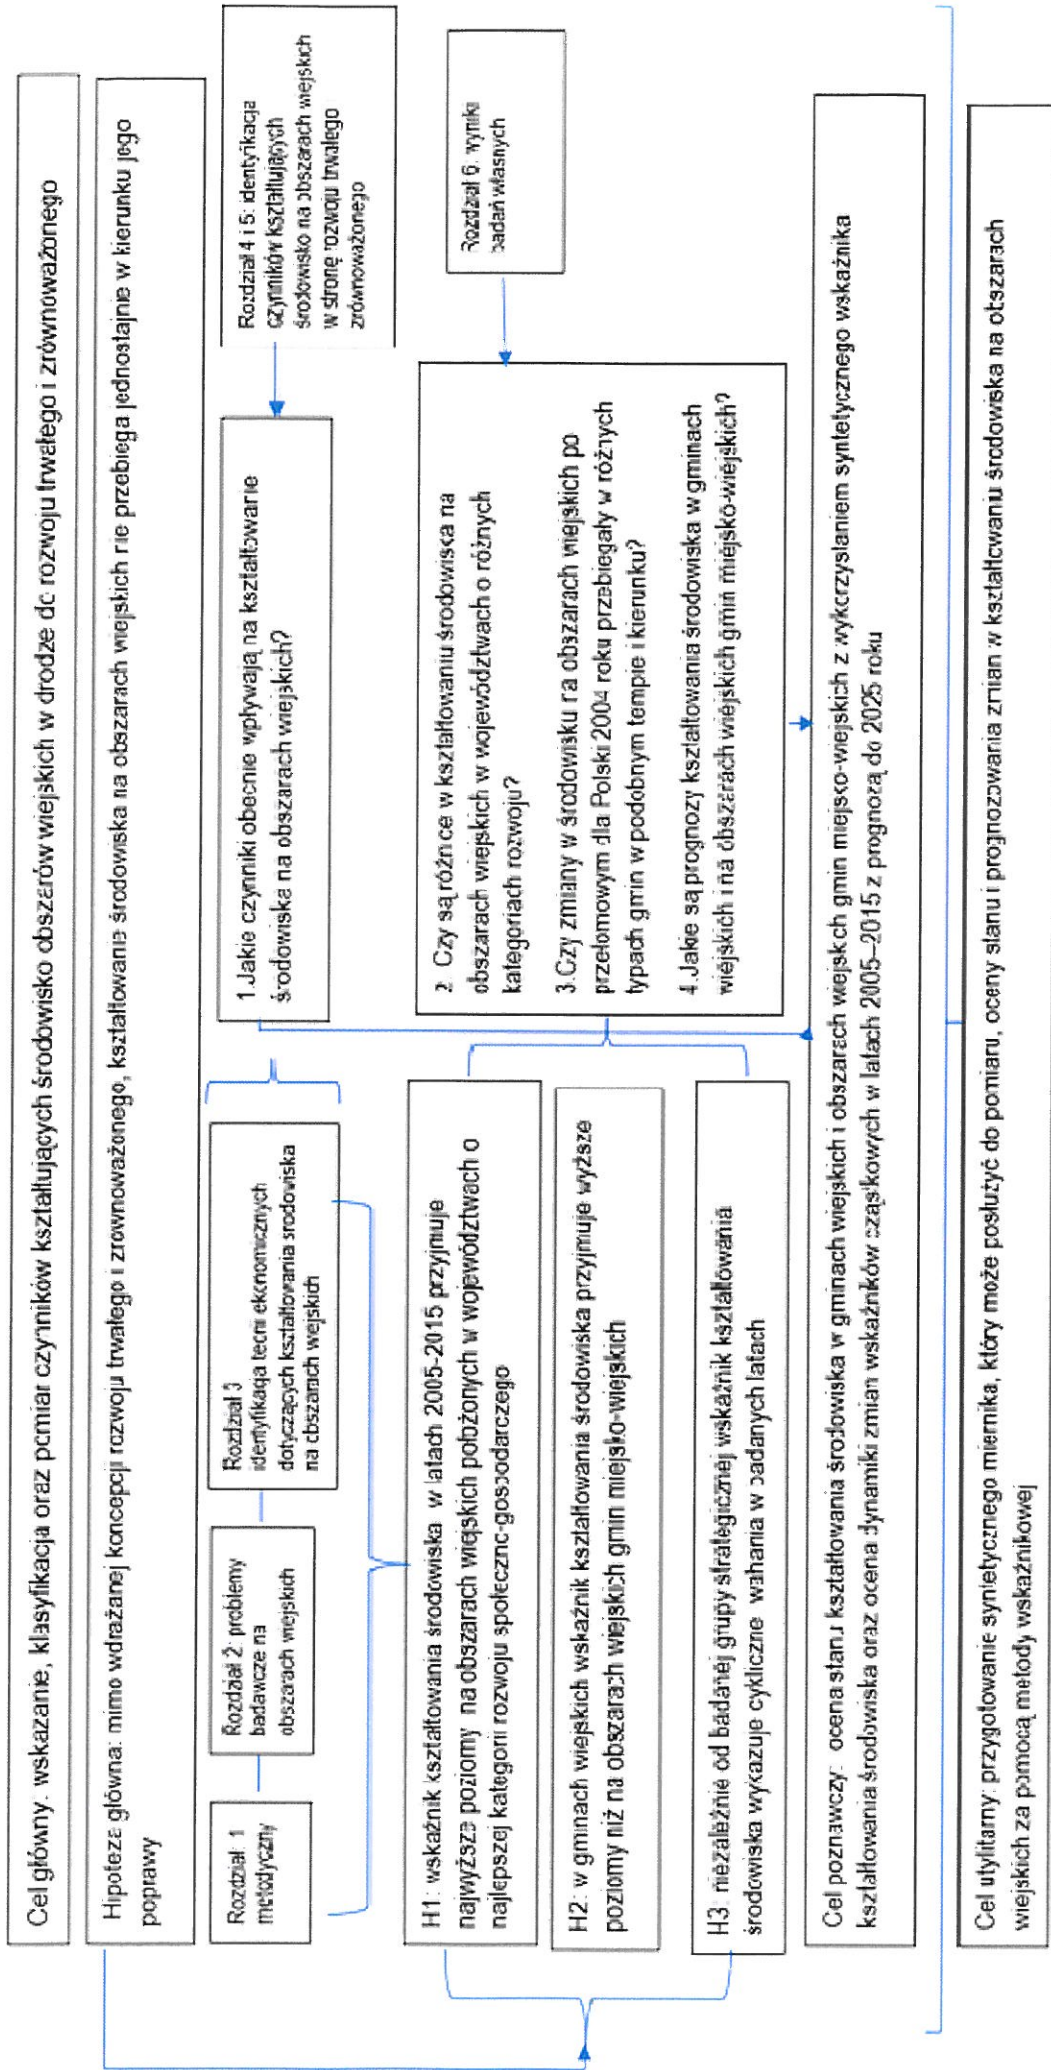 Cel główny: wskazanie, klasyfikacja oraz pomiar czynników kształtujących środowisko obszarów wiejskich w drodze do rozwoju trwałego i zrównoważonego
Hipoteza główna: mimo wdrażanej koncepcji rozwoju trwałego i zrównoważonego, kształtowanie środowiska na obszarach wiejskich nie przebiega jednostajnie w kierunku jego
poprawy
Rozdział: 1
metodyczny
Rozdział 2: problemy
badawcze na
obszarach wiejskich
Rozdział 3
identyfikacja teorii ekonomicznych
dotyczących kształtowania środowiska
na obszarach wiejskich
1.Jakie czynniki obecnie wpływają na kształtowanie
środowiska na obszarach wiejskich?
Rozdział 4 i 5: identyfikacja
czynników kształtujących
środowisko na obszarach wiejskich
w stronę rozwoju trwałego
zrównoważonego
H1: wskaźnik kształtowania środowiska w latach 2005-2015 przyjmuje
najwyższe poziomy na obszarach wiejskich położonych w województwach o
najlepszej kategorii rozwoju społeczno-gospodarczego
H2: w gminach wiejskich wskaźnik kształtowania środowiska przyjmuje wyższe
poziomy niż na obszarach wiejskich gmin miejsko-wiejskich
H3: niezależnie od badanej grupy strategicznej wskaźnik kształtowania
środowiska wykazuje cykliczne wahania w badanych latach
2. Czy są różnice w kształtowaniu środowiska na
obszarach wiejskich w województwach o różnych
kategoriach rozwoju?
3.Czy zmiany w środowisku na obszarach wiejskich po
przełomowym dla Polski 2004 roku przebiegały w różnych
typach gmin w podobnym tempie i kierunku?
4.Jakie są prognozy kształtowania środowiska w gminach
wiejskich i na obszarach wiejskich gmin miejsko-wiejskich?
Rozdział 6: wyniki
badań własnych
Cel poznawczy: ocena stanu kształtowania środowiska w gminach wiejskich i obszarach wiejskich gmin miejsko-wiejskich z wykorzystaniem syntetycznego wskaźnika
kształtowania środowiska oraz ocena dynamiki zmian wskaźników cząstkowych w latach 2005–2015 z prognozą do 2025 roku
Cel utylitarny: przygotowanie syntetycznego miernika, który może posłużyć do pomiaru, oceny stanu i prognozowania zmian w kształtowaniu środowiska na obszarach
wiejskich za pomocą metody wskaźnikowej